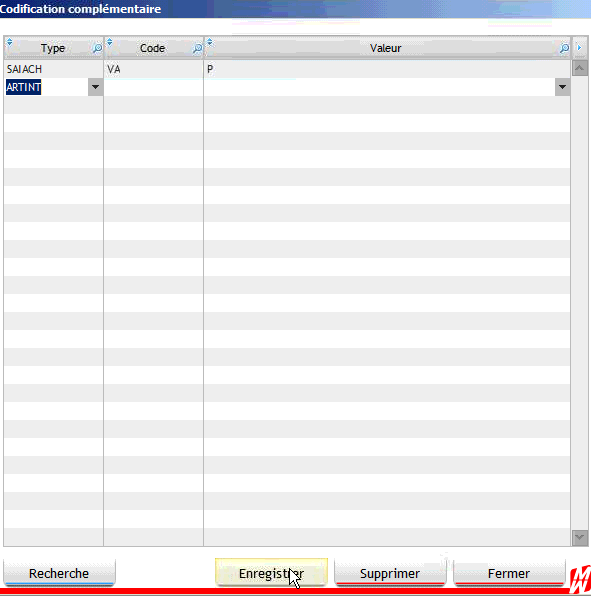 Codification complémentaire
Type Code Valeur
SAIACH VA P
ARTINT
Recherche Enregistrer Supprimer Fermer